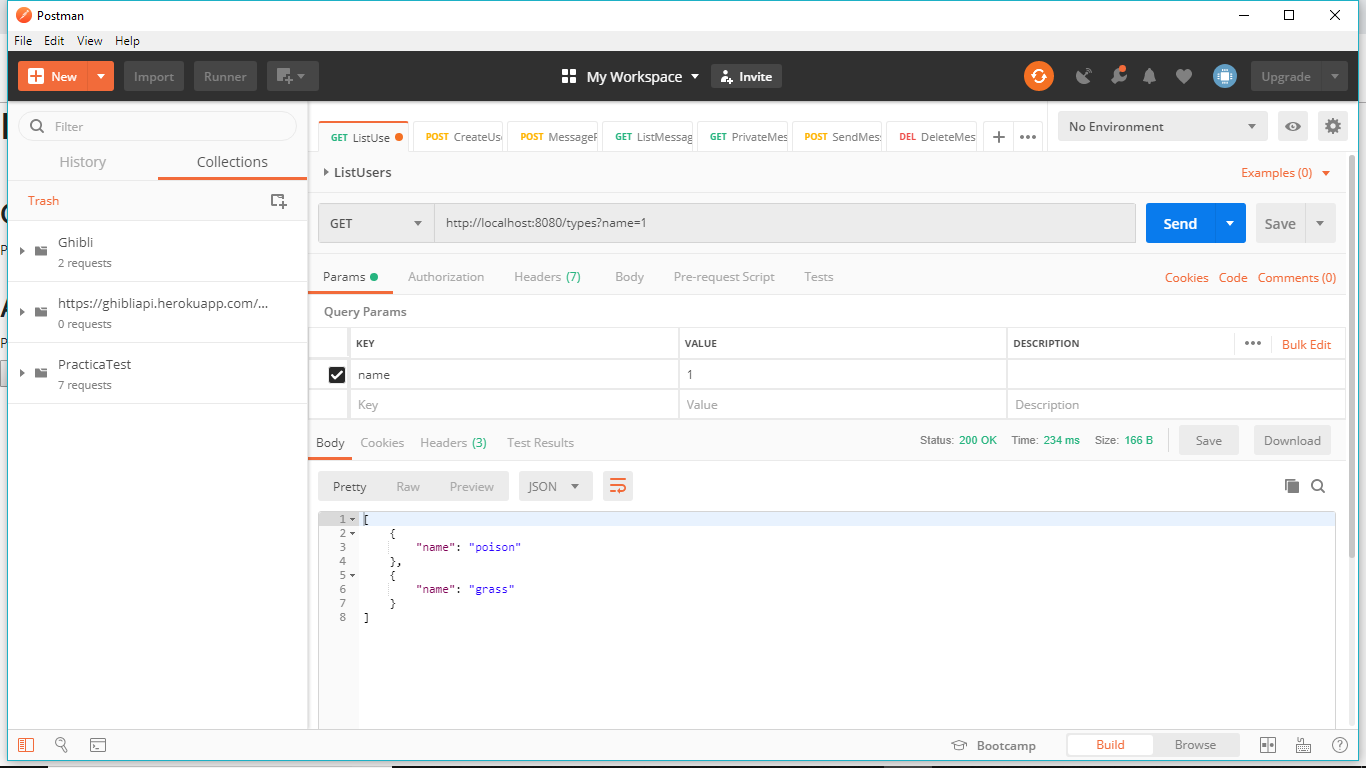 Postman
File Edit View Help
New Import Runner My Workspace Invite Upgrade
Filter
History Collections
Trash
Ghibli
2 requests
https://ghibliapi.herokuapp.com/...
0 requests
PracticaTest
7 requests
GET ListUse POST CreateUs POST MessageF GET ListMessag GET PrivateMes POST SendMes DEL DeleteMes
No Environment
ListUsers Examples (0)
GET http://localhost:8080/types?name=1 Send Save
Params Authorization Headers (7) Body Pre-request Script Tests Cookies Code Comments (0)
Query Params
KEY VALUE DESCRIPTION Bulk Edit
name 1
Key Value Description
Body Cookies Headers (3) Test Results Status: 200 OK Time: 234 ms Size: 166 B Save Download
Pretty Raw Preview JSON
1 [
2 {
3 "name": "poison"
4 },
5 {
6 "name": "grass"
7 }
8 ]
Bootcamp Build Browse